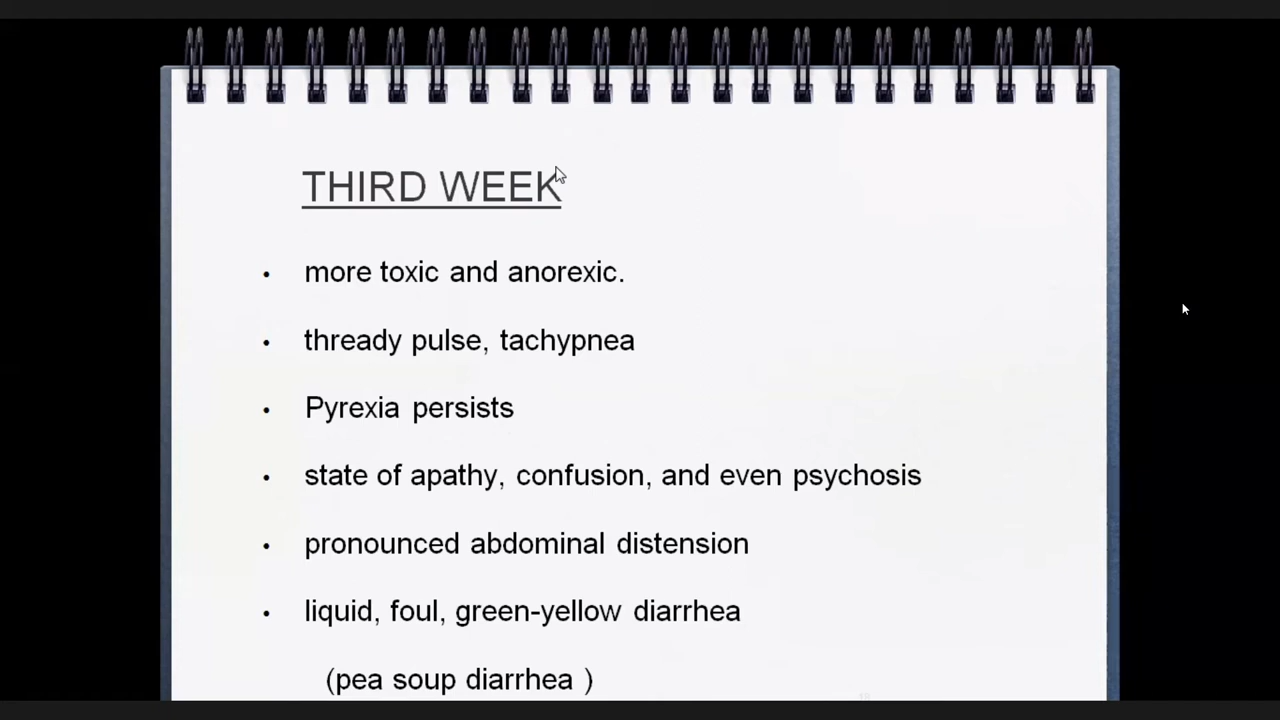 THIRD WEEK
• more toxic and anorexic.
• thready pulse, tachypnea
• Pyrexia persists
• state of apathy, confusion, and even psychosis
• pronounced abdominal distension
• liquid, foul, green-yellow diarrhea
(pea soup diarrhea )